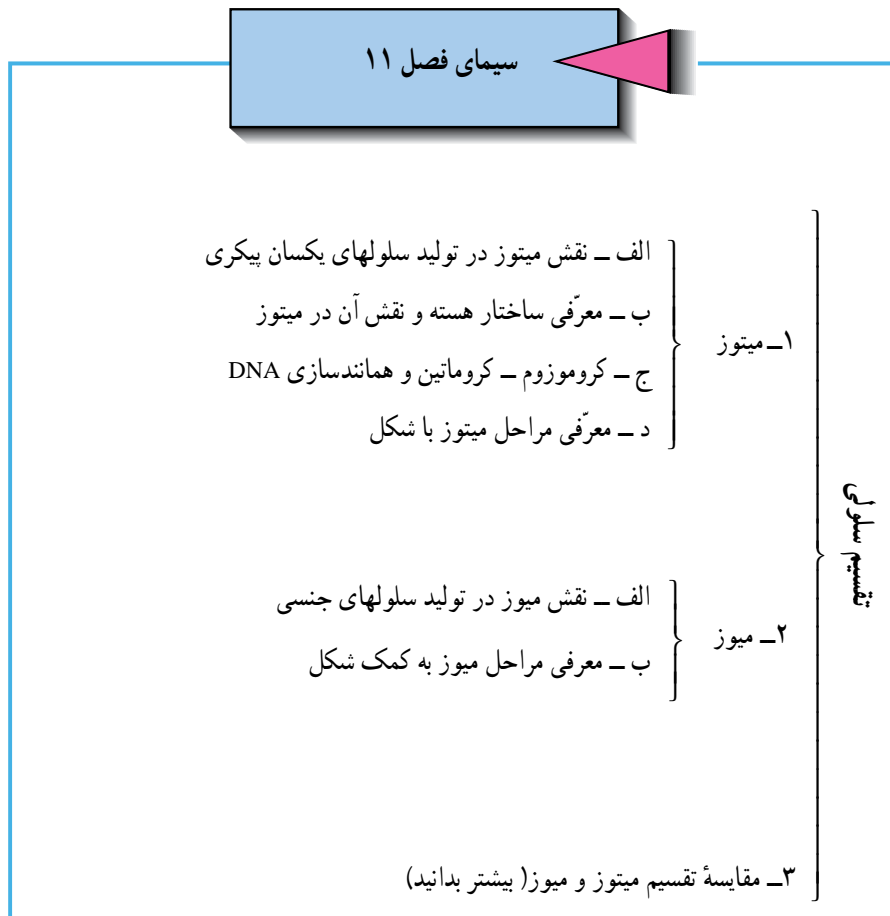 سیمای فصل ۱۱
تقسیم سلولی
۱ــ میتوز
الف ــ نقش میتوز در تولید سلولهای یکسان پیکری
ب ــ معرّفی ساختار هسته و نقش آن در میتوز
ج ــ کروموزوم ــ کروماتین و همانندسازی DNA
د ــ معرّفی مراحل میتوز با شکل
۲ــ میوز
الف ــ نقش میوز در تولید سلولهای جنسی
ب ــ معرفی مراحل میوز به کمک شکل
۳ــ مقایسهٔ تقسیم میتوز و میوز( بیشتر بدانید)